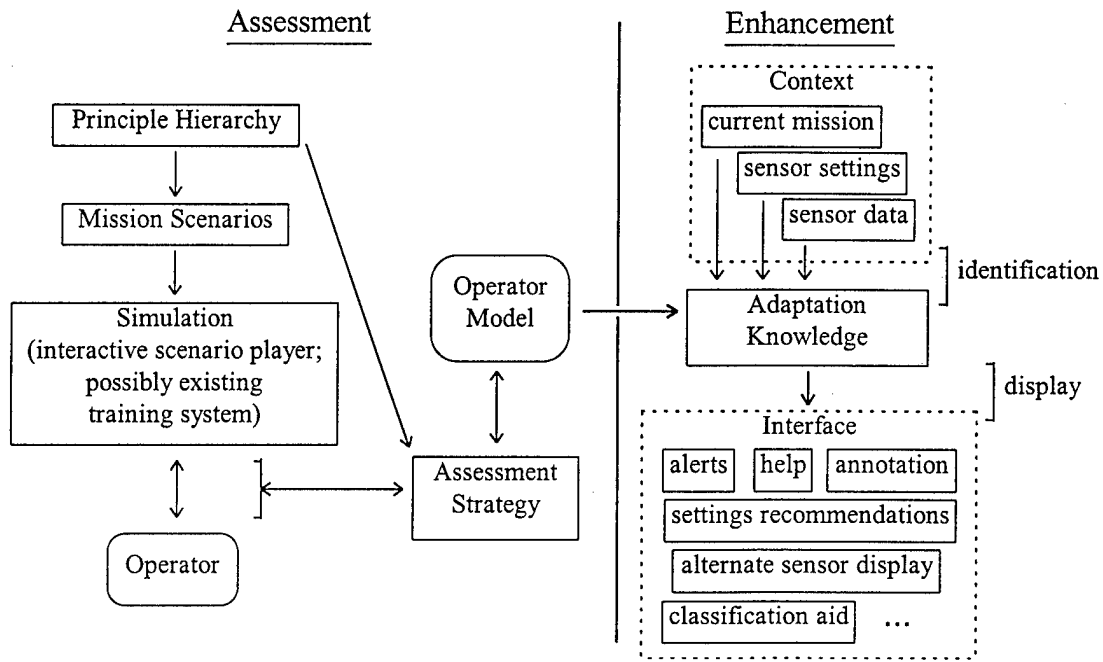 Assessment
Principle Hierarchy
Mission Scenarios
Simulation
(interactive scenario player;
possibly existing
training system)
Operator
Operator
Model
Assessment
Strategy
Enhancement
Context
current mission
sensor settings
sensor data
identification
Adaptation
Knowledge
display
Interface
alerts
help
annotation
settings recommendations
alternate sensor display
classification aid
...